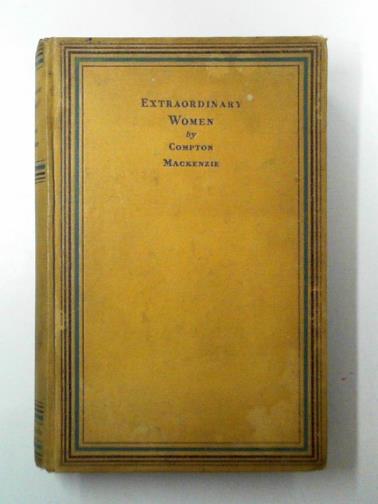 EXTRAORDINARY
WOMEN
by
COMPTON
MACKENZIE